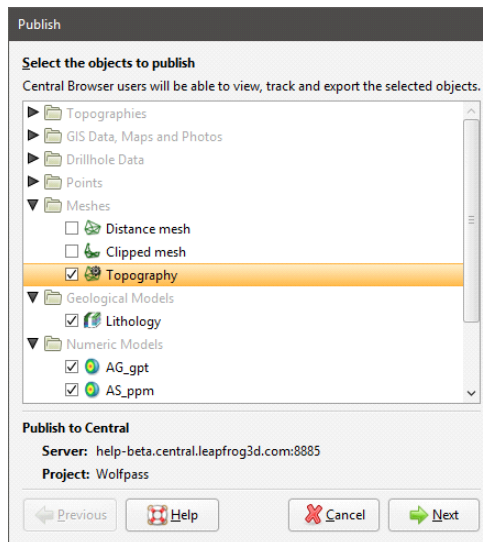 Publish
Select the objects to publish
Central Browser users will be able to view, track and export the selected objects.
Topographies
GIS Data, Maps and Photos
Drillhole Data
Points
Meshes
Distance mesh
Clipped mesh
Topography
Geological Models
Lithology
Numeric Models
AG_gpt
AS_ppm
Publish to Central
Server: help-beta.central.leapfrog3d.com:8885
Project: Wolfpass
Previous Help Cancel Next